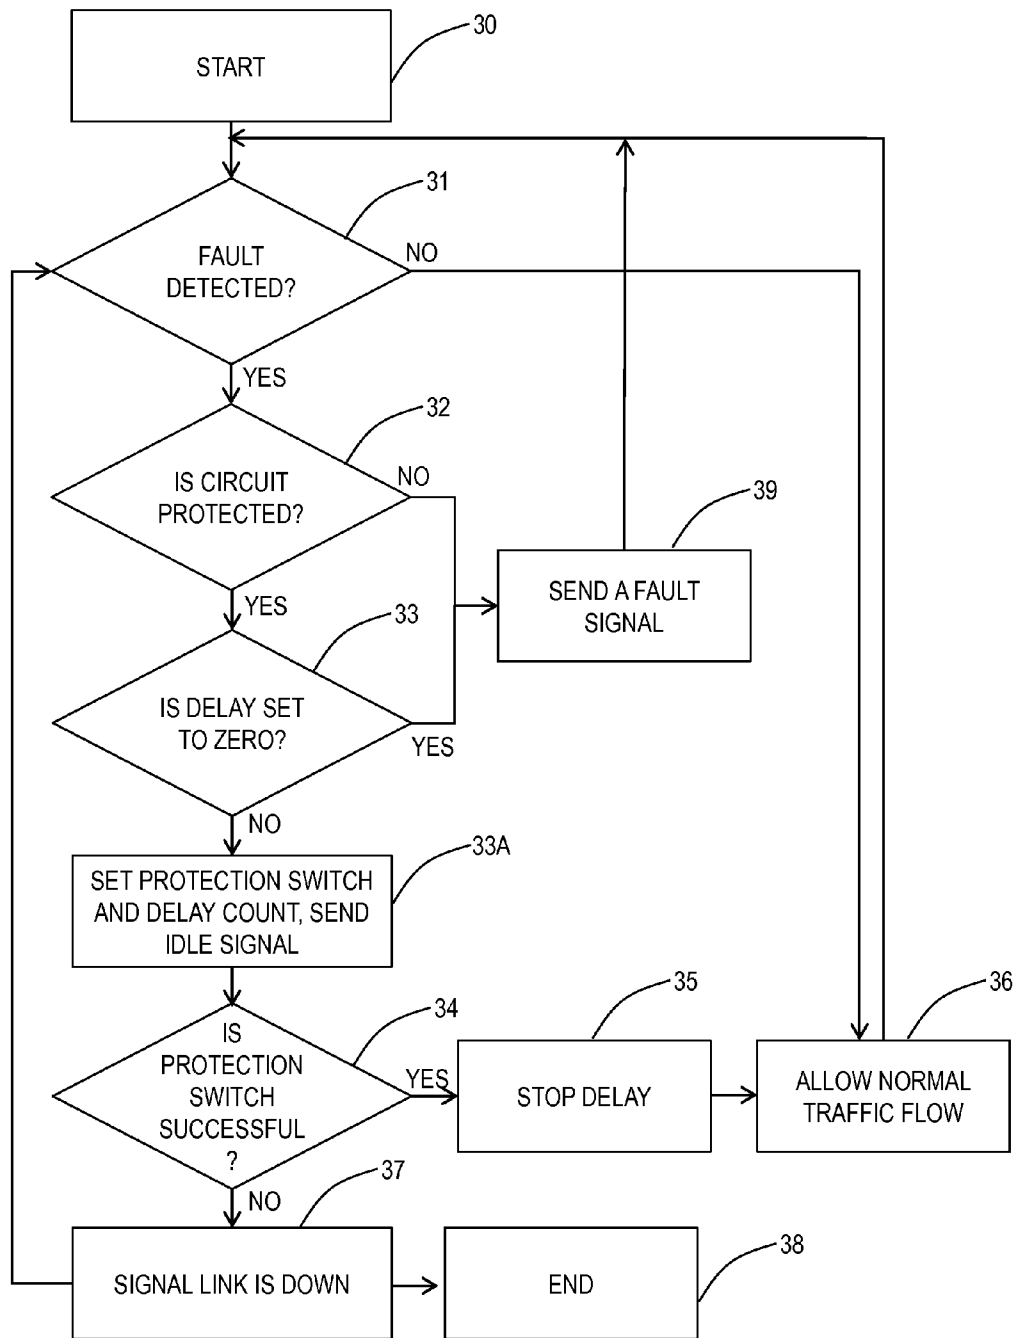 30
START
31
FAULT
DETECTED?
NO
YES
32
IS CIRCUIT
PROTECTED?
NO
YES
39
SEND A FAULT
SIGNAL
33
IS DELAY SET
TO ZERO?
YES
NO
33A
SET PROTECTION SWITCH
AND DELAY COUNT, SEND
IDLE SIGNAL
34
IS
PROTECTION
SWITCH
SUCCESSFUL
?
YES
NO
35
STOP DELAY
36
ALLOW NORMAL
TRAFFIC FLOW
37
SIGNAL LINK IS DOWN
38
END